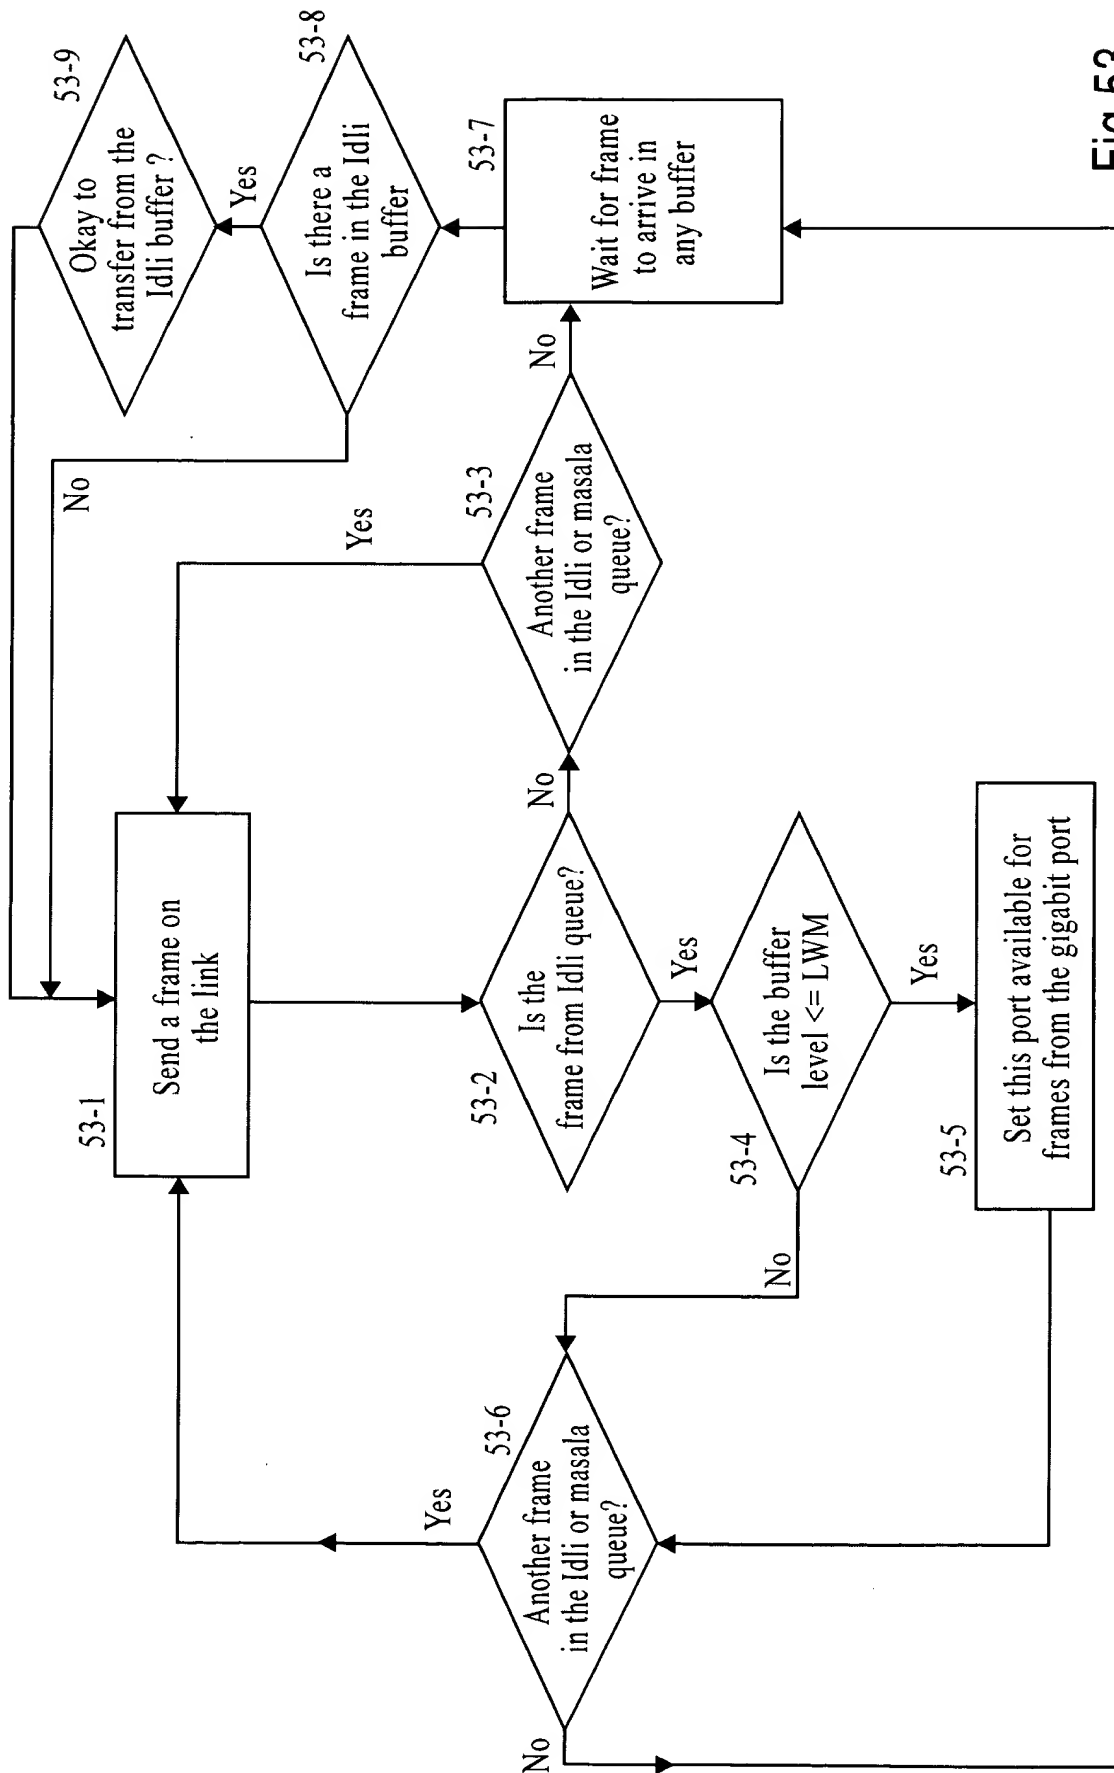 53-1
Send a frame on
the link
53-2
Is the
frame from Idli queue?
No
Yes
53-3
Another frame
in the Idli or masala
queue?
Yes
No
53-4
Is the buffer
level <= LWM
No
Yes
53-5
Set this port available for
frames from the gigabit port
53-6
Another frame
in the Idli or masala
queue?
Yes
No
53-7
Wait for frame
to arrive in
any buffer
53-8
Is there a
frame in the Idli
buffer
Yes
No
53-9
Okay to
transfer from the
Idli buffer ?
Fig 53